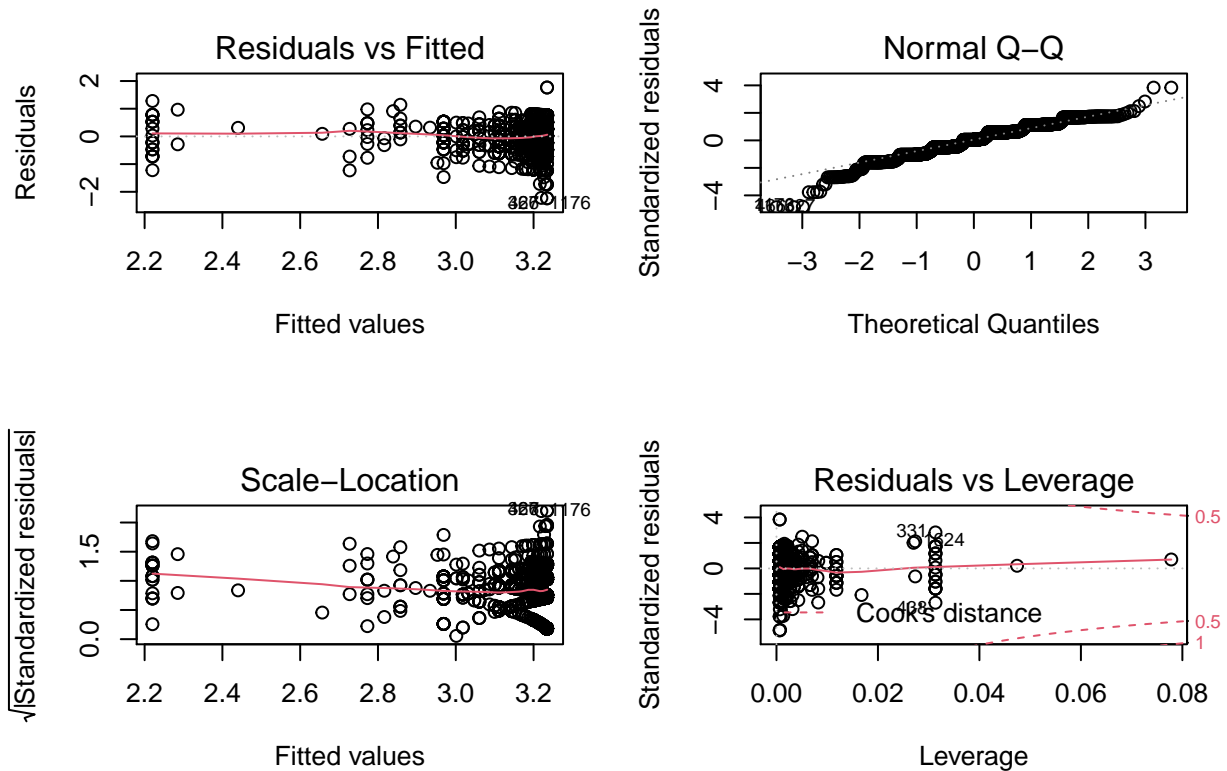 Residuals vs Fitted
Residuals
2
0
−2
1176
2.2 2.4 2.6 2.8 3.0 3.2
Fitted values
Normal Q−Q
Standardized residuals
4
0
−4
−3 −2 −1 0 1 2 3
Theoretical Quantiles
Scale−Location
√|Standardized residuals|
1.5
0.0
1176
2.2 2.4 2.6 2.8 3.0 3.2
Fitted values
Residuals vs Leverage
Standardized residuals
4
0
−4
331
Cook's distance
0.5
0.5
1
0.00 0.02 0.04 0.06 0.08
Leverage